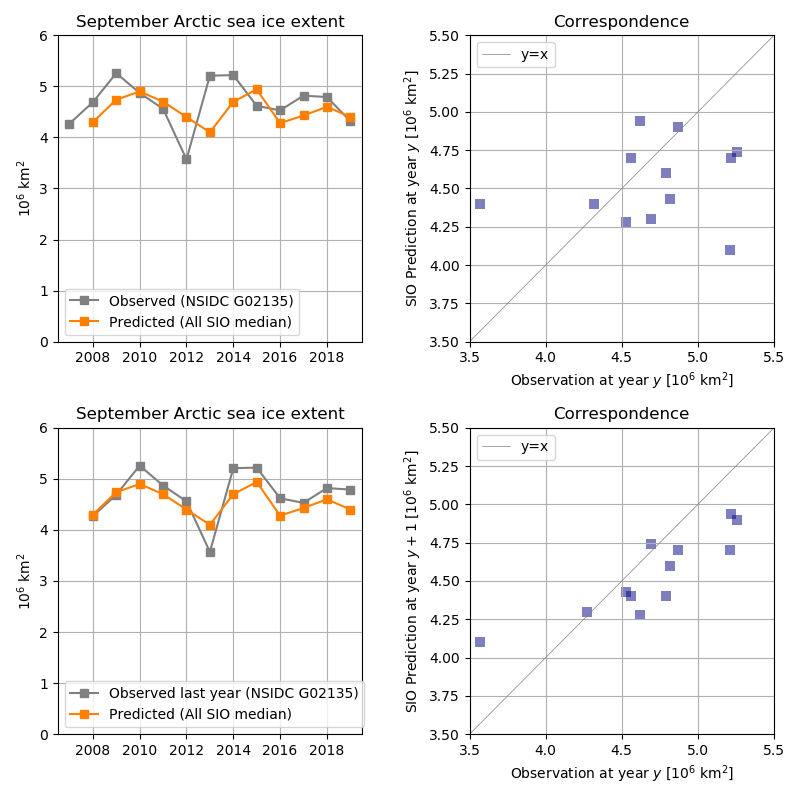 September Arctic sea ice extent
10⁶ km²
6
5
4
3
2
1
0
Observed (NSIDC G02135)
Predicted (All SIO median)
2008 2010 2012 2014 2016 2018
Correspondence
y=x
SIO Prediction at year y [10⁶ km²]
5.50
5.25
5.00
4.75
4.50
4.25
4.00
3.75
3.50
3.5 4.0 4.5 5.0 5.5
Observation at year y [10⁶ km²]
September Arctic sea ice extent
10⁶ km²
6
5
4
3
2
1
0
Observed last year (NSIDC G02135)
Predicted (All SIO median)
2008 2010 2012 2014 2016 2018
Correspondence
y=x
SIO Prediction at year y + 1 [10⁶ km²]
5.50
5.25
5.00
4.75
4.50
4.25
4.00
3.75
3.50
3.5 4.0 4.5 5.0 5.5
Observation at year y [10⁶ km²]